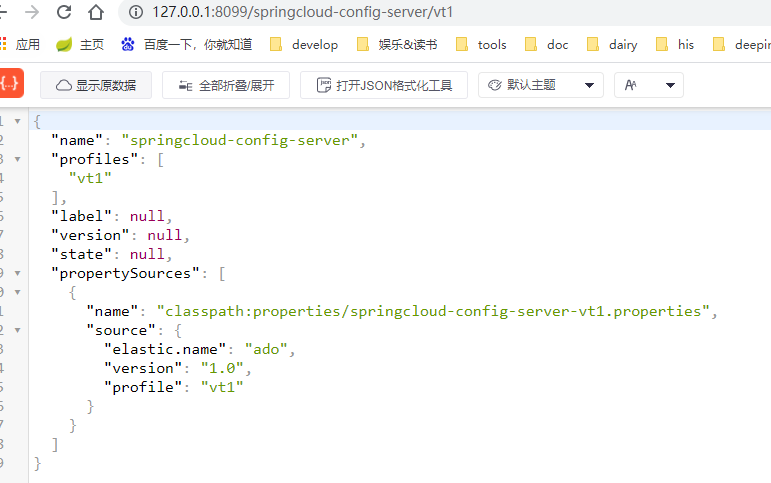 127.0.0.1:8099/springcloud-config-server/vt1
应用 主页 百度一下，你就知道 develop 娱乐&读书 tools doc dairy his deepin
{..} 显示原数据 全部折叠/展开 json 打开JSON格式化工具 默认主题 AA
1 {
2 "name": "springcloud-config-server",
3 "profiles": [
4 "vt1"
5 ],
6 "label": null,
7 "version": null,
8 "state": null,
9 "propertySources": [
0 {
1 "name": "classpath:properties/springcloud-config-server-vt1.properties",
2 "source": {
3 "elastic.name": "ado",
4 "version": "1.0",
5 "profile": "vt1"
6 }
7 }
8 ]
9 }